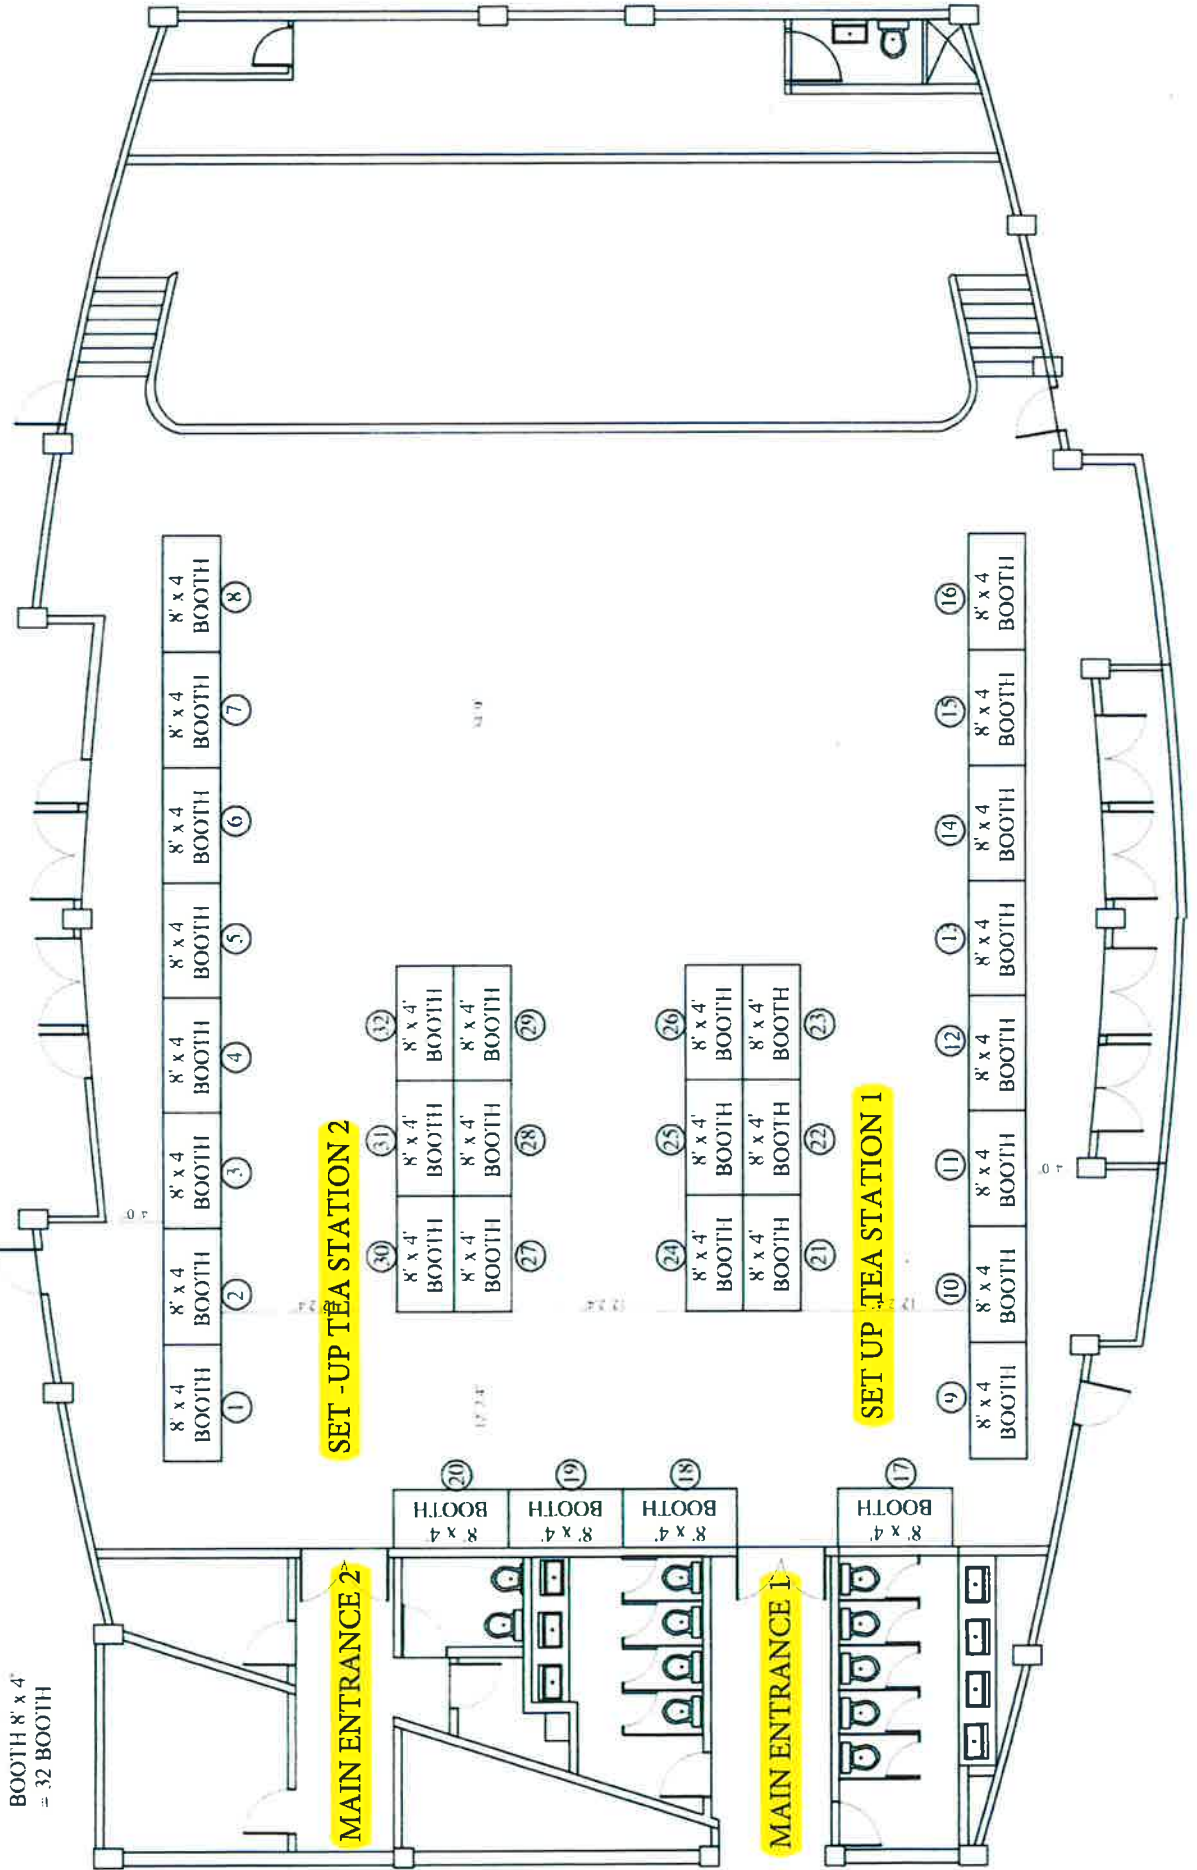 BOOTH 8' x 4'
= 32 BOOTH
8' x 4
BOOTH
1
8' x 4
BOOTH
2
8' x 4
BOOTH
3
8' x 4
BOOTH
4
8' x 4
BOOTH
5
8' x 4
BOOTH
6
8' x 4
BOOTH
7
8' x 4
BOOTH
8
SET -UP TEA STATION 2
MAIN ENTRANCE 2
30
8' x 4'
BOOTH
31
8' x 4'
BOOTH
32
8' x 4'
BOOTH
8' x 4'
BOOTH
27
8' x 4'
BOOTH
28
8' x 4'
BOOTH
29
8' x 4'
BOOTH
20
8' x 4'
BOOTH
19
8' x 4'
BOOTH
18
24
8' x 4'
BOOTH
25
8' x 4'
BOOTH
26
8' x 4'
BOOTH
8' x 4'
BOOTH
21
8' x 4'
BOOTH
22
8' x 4'
BOOTH
23
MAIN ENTRANCE 1
SET UP TEA STATION 1
8' x 4'
BOOTH
17
9
8' x 4
BOOTH
10
8' x 4
BOOTH
11
8' x 4
BOOTH
12
8' x 4
BOOTH
13
8' x 4
BOOTH
14
8' x 4
BOOTH
15
8' x 4
BOOTH
16
8' x 4
BOOTH